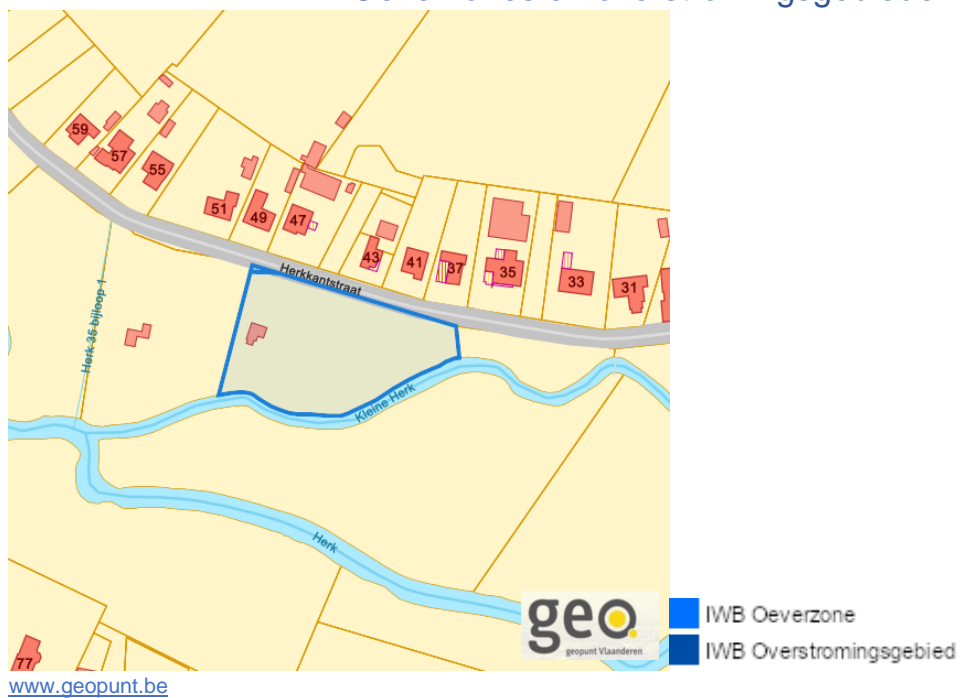 59
57
55
51
49
47
43
41
37
35
33
31
Herkkantstraat
Herk 35 bijloop 1
Kleine Herk
Herk
77
geo.
geopunt Vlaanderen
IWB Oeverzone
IWB Overstromingsgebied
www.geopunt.be